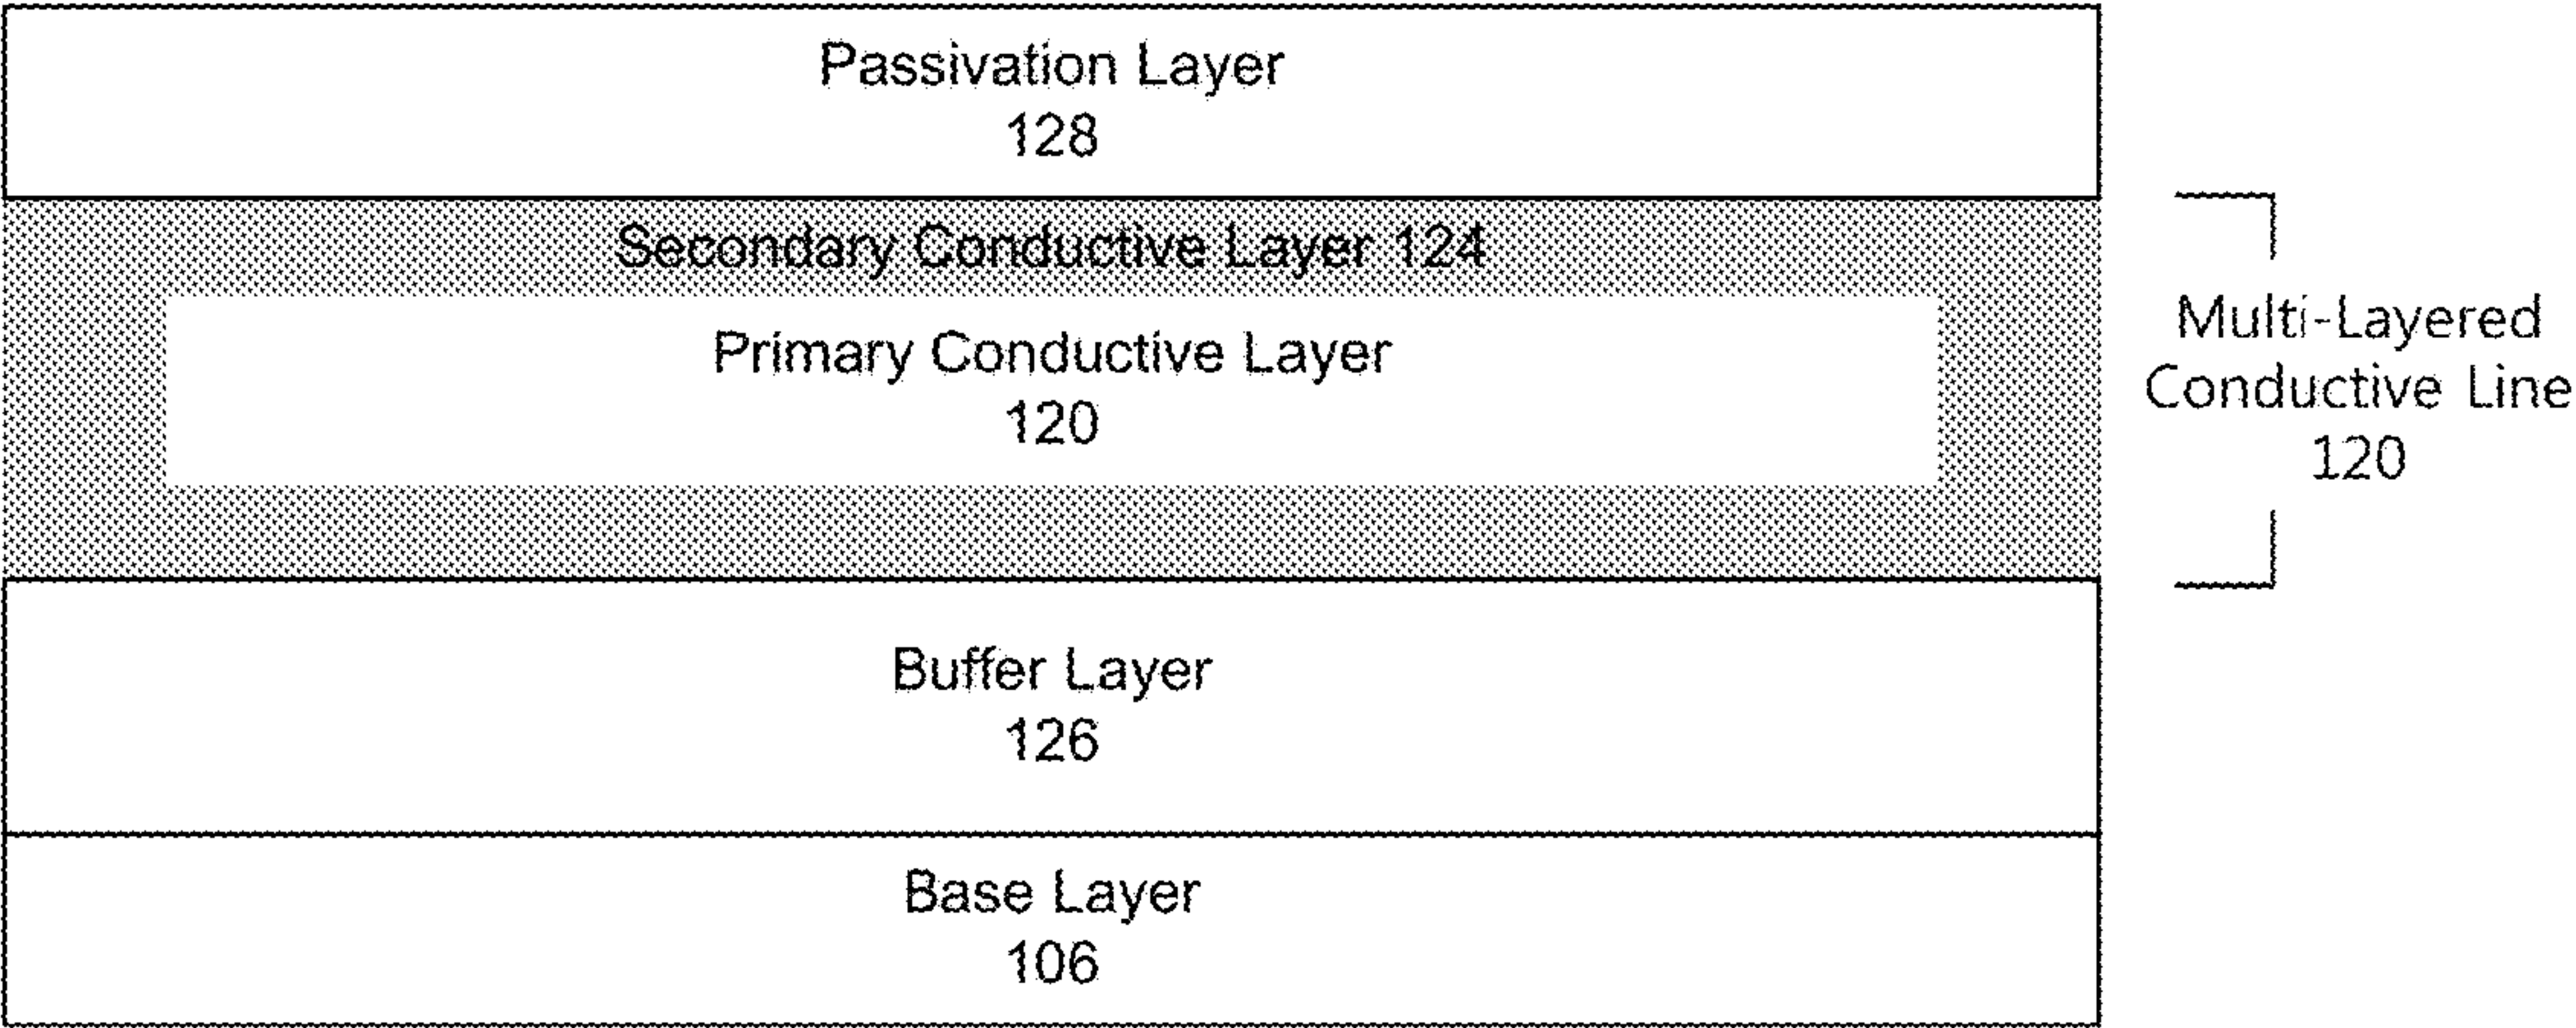 Passivation Layer
128
Secondary Conductive Layer 124
Primary Conductive Layer
120
Multi-Layered
Conductive Line
120
Buffer Layer
126
Base Layer
106